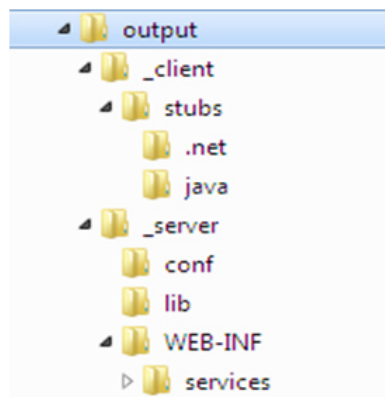 output
_client
stubs
.net
java
_server
conf
lib
WEB-INF
services